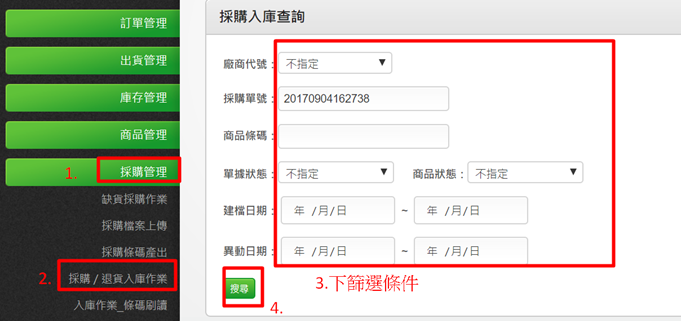 訂單管理
出貨管理
庫存管理
商品管理
1. 採購管理
缺貨採購作業
採購檔案上傳
採購條碼產出
2. 採購 / 退貨入庫作業
入庫作業_條碼刷讀
採購入庫查詢
廠商代號： 不指定
採購單號： 20170904162738
商品條碼：
單據狀態： 不指定 商品狀態： 不指定
建檔日期： 年 /月/日 ~ 年 /月/日
異動日期： 年 /月/日 ~ 年 /月/日
搜尋
3.下篩選條件
4.